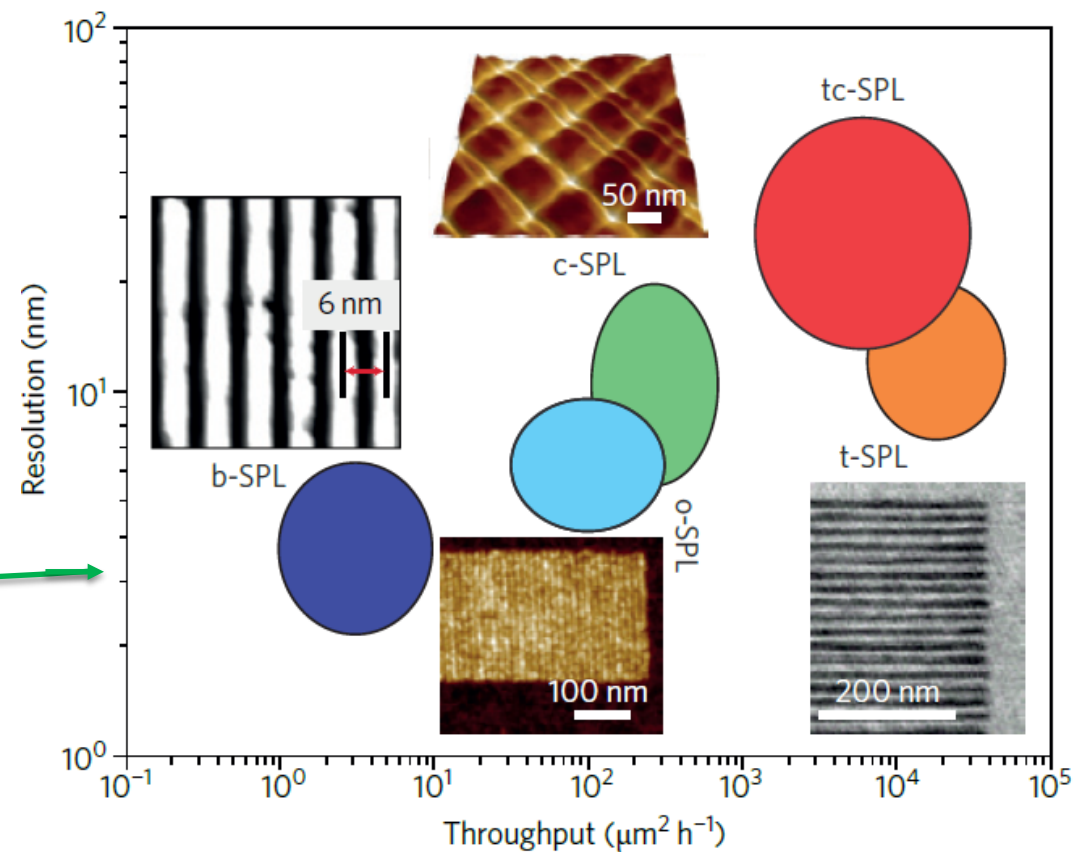 10²
tc-SPL
50 nm
c-SPL
6 nm
Resolution (nm)
10¹
b-SPL
t-SPL
o-SPL
100 nm
200 nm
10⁰
10⁻¹ 10⁰ 10¹ 10² 10³ 10⁴ 10⁵
Throughput (μm² h⁻¹)